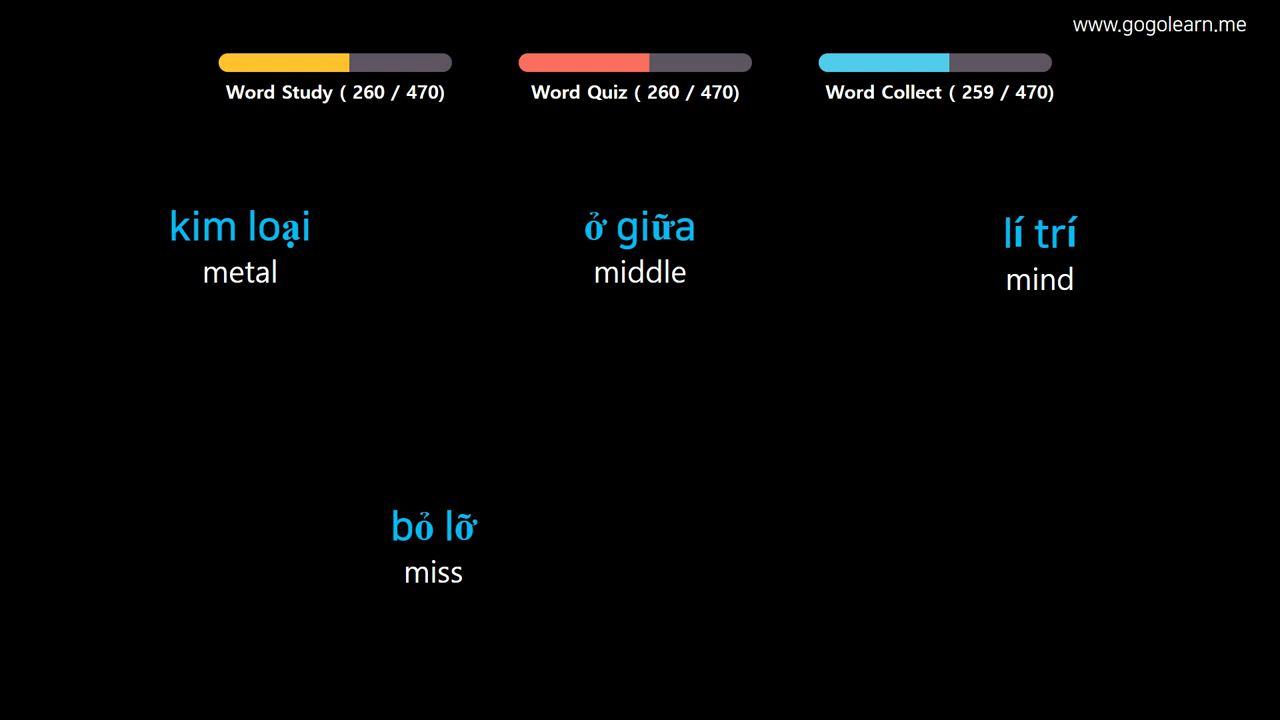 www.gogolearn.me
Word Study ( 260 / 470)
Word Quiz ( 260 / 470)
Word Collect ( 259 / 470)
kim loại
metal
ở giữa
middle
lí trí
mind
bỏ lỡ
miss